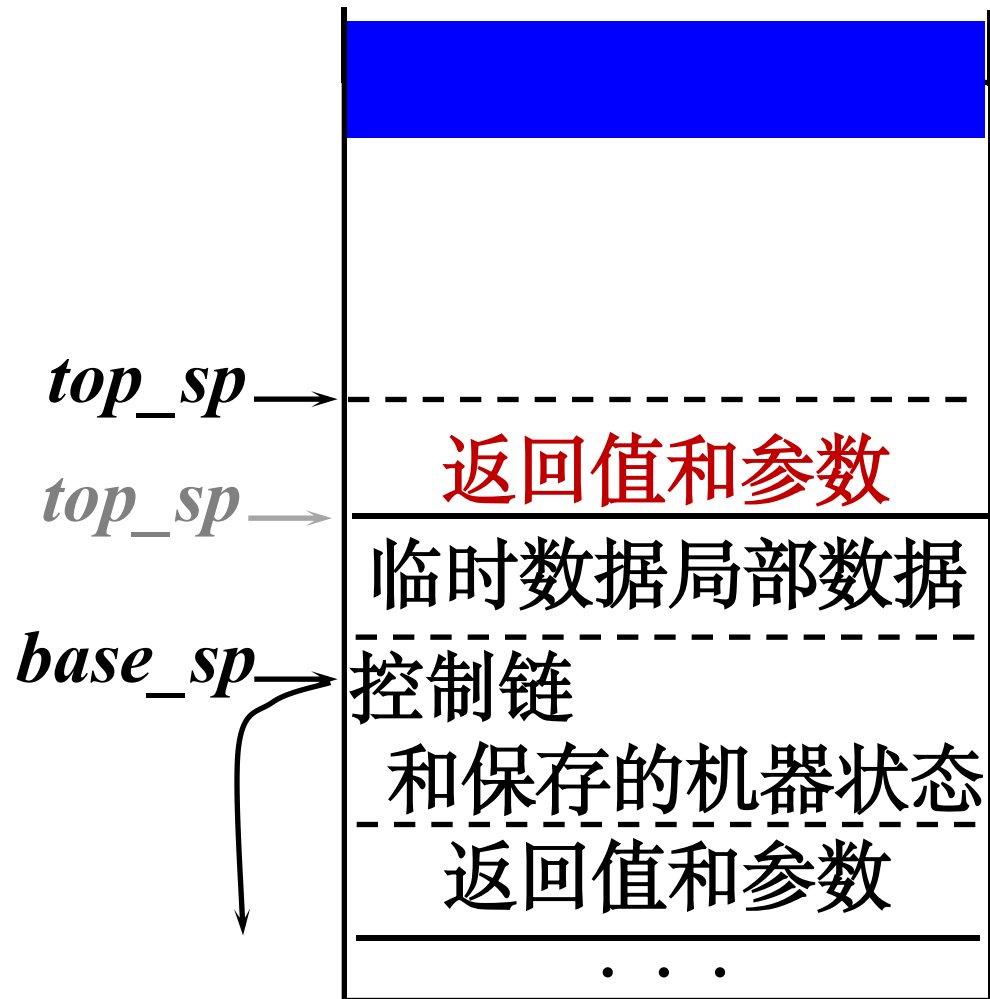 top_sp
返回值和参数
top_sp
临时数据局部数据
base_sp
控制链
和保存的机器状态
返回值和参数
. . .